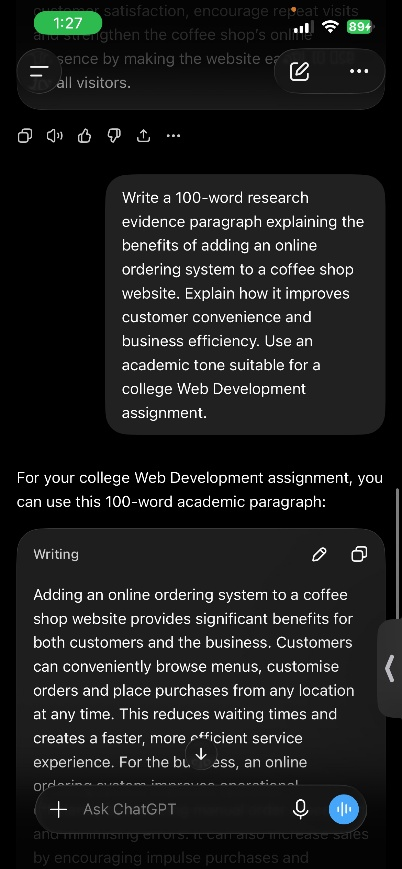 customer satisfaction, encourage repeat visits
and strengthen the coffee shop's online
1:27
89+
presence by making the website
all visitors.
Write a 100-word research
evidence paragraph explaining the
benefits of adding an online
ordering system to a coffee shop
website. Explain how it improves
customer convenience and
business efficiency. Use an
academic tone suitable for a
college Web Development
assignment.
For your college Web Development assignment, you
can use this 100-word academic paragraph:
Writing
Adding an online ordering system to a coffee
shop website provides significant benefits for
both customers and the business. Customers
can conveniently browse menus, customise
orders and place purchases from any location
at any time. This reduces waiting times and
creates a faster, more efficient service
experience. For the business, an online
ordering system improves operational
Ask ChatGPT
and minimising errors. It can also increase sales
by encouraging impulse purchases and